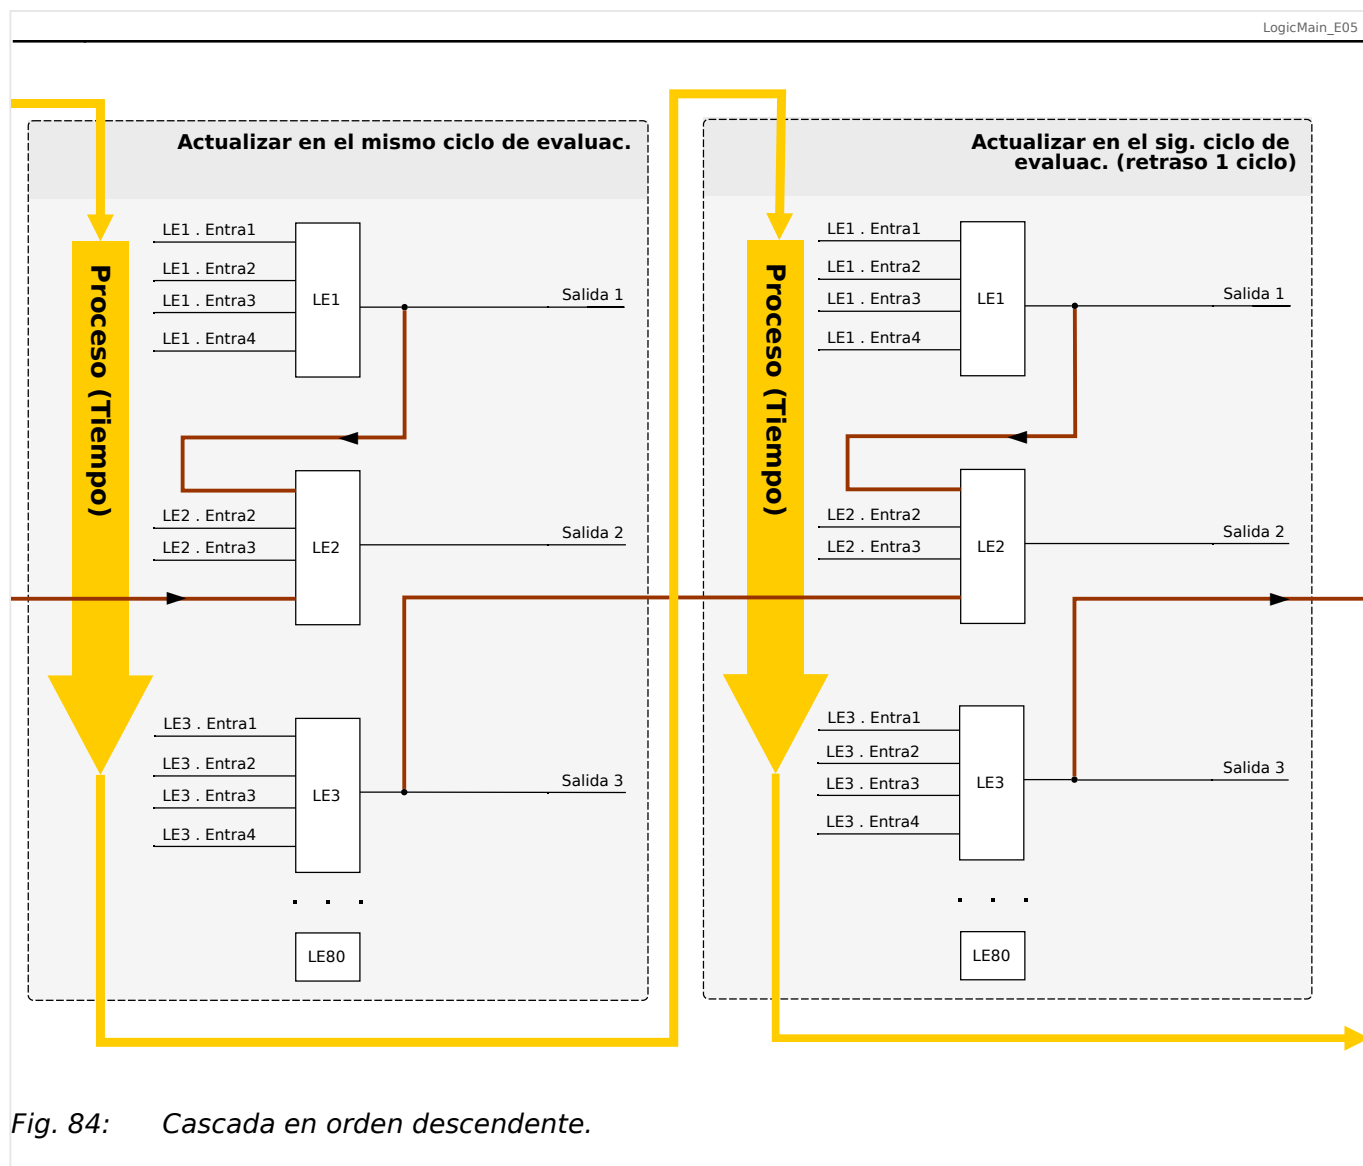 LogicMain_E05
Actualizar en el mismo ciclo de evaluac.
Proceso (Tiempo)
LE1 . Entra1
LE1 . Entra2
LE1 . Entra3
LE1 . Entra4
LE1
Salida 1
LE2 . Entra2
LE2 . Entra3
LE2
Salida 2
LE3 . Entra1
LE3 . Entra2
LE3 . Entra3
LE3 . Entra4
LE3
Salida 3
. . .
LE80
Actualizar en el sig. ciclo de
evaluac. (retraso 1 ciclo)
Proceso (Tiempo)
LE1 . Entra1
LE1 . Entra2
LE1 . Entra3
LE1 . Entra4
LE1
Salida 1
LE2 . Entra2
LE2 . Entra3
LE2
Salida 2
LE3 . Entra1
LE3 . Entra2
LE3 . Entra3
LE3 . Entra4
LE3
Salida 3
. . .
LE80
Fig. 84: Cascada en orden descendente.